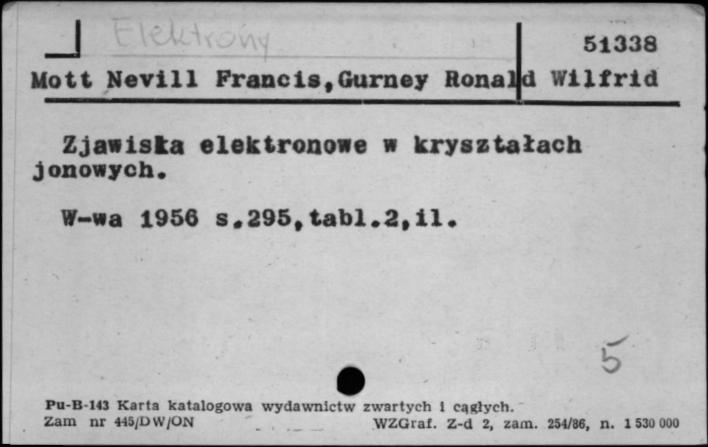 Elektrony
51338
Mott Nevill Francis,Gurney Ronald Wilfrid
Zjawiska elektronowe w kryształach
jonowych.
W-wa 1956 s.295,tabl.2,il.
5
Pu-B-143 Karta katalogowa wydawnictw zwartych i cągłych.
Zam nr 445/DW/ON WZGraf. Z-d 2, zam. 254/86, n. 1 530 000